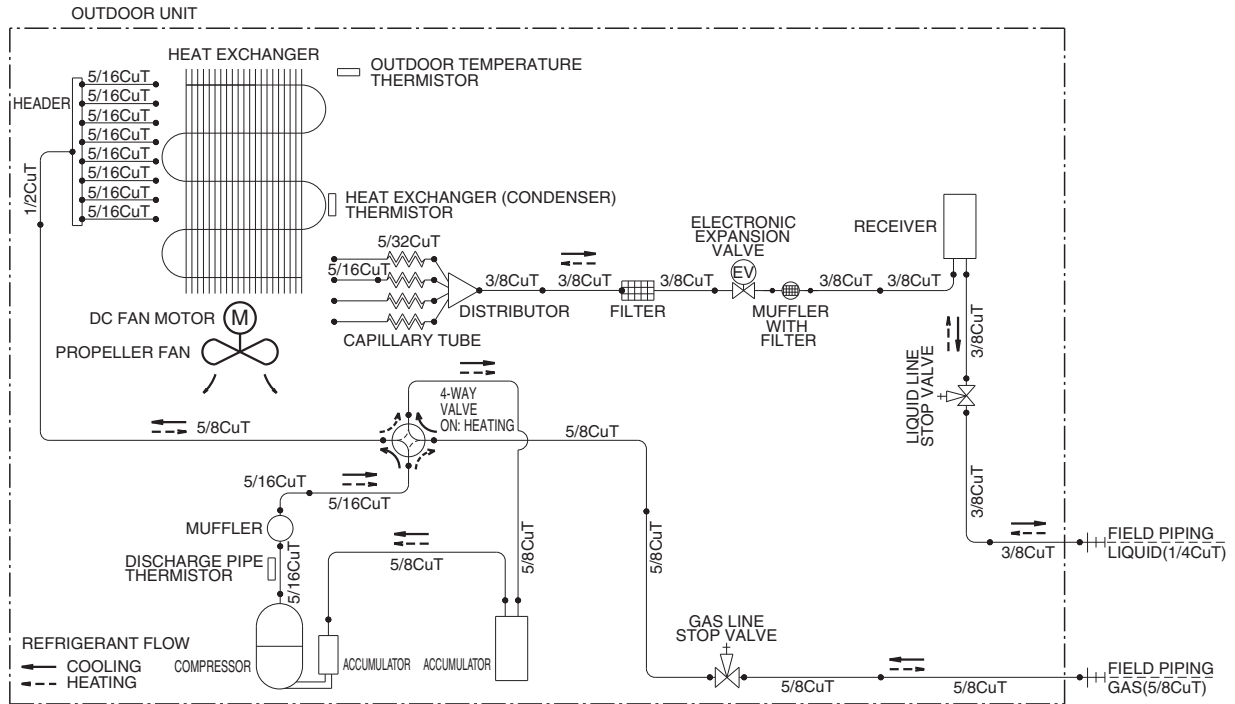 OUTDOOR UNIT
HEAT EXCHANGER
OUTDOOR TEMPERATURE
THERMISTOR
HEADER
5/16CuT
5/16CuT
5/16CuT
5/16CuT
5/16CuT
5/16CuT
5/16CuT
5/16CuT
1/2CuT
HEAT EXCHANGER (CONDENSER)
THERMISTOR
5/32CuT
5/16CuT
CAPILLARY TUBE
3/8CuT
DISTRIBUTOR
3/8CuT
FILTER
3/8CuT
ELECTRONIC
EXPANSION
VALVE
EV
MUFFLER
WITH
FILTER
3/8CuT
3/8CuT
RECEIVER
3/8CuT
LIQUID LINE
STOP VALVE
3/8CuT
3/8CuT
FIELD PIPING
LIQUID(1/4CuT)
DC FAN MOTOR
M
PROPELLER FAN
4-WAY
VALVE
ON: HEATING
5/8CuT
5/8CuT
5/16CuT
5/16CuT
MUFFLER
DISCHARGE PIPE
THERMISTOR
5/16CuT
5/8CuT
5/8CuT
5/8CuT
GAS LINE
STOP VALVE
5/8CuT
5/8CuT
FIELD PIPING
GAS(5/8CuT)
REFRIGERANT FLOW
COOLING
HEATING
COMPRESSOR
ACCUMULATOR
ACCUMULATOR